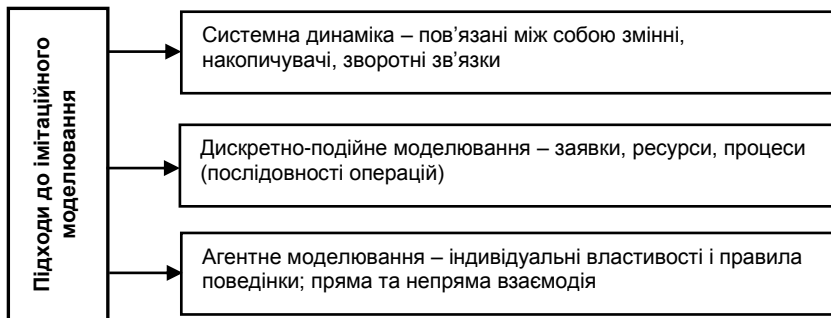 Підходи до імітаційного
моделювання
Системна динаміка – пов’язані між собою змінні,
накопичувачі, зворотні зв’язки
Дискретно-подійне моделювання – заявки, ресурси, процеси
(послідовності операцій)
Агентне моделювання – індивідуальні властивості і правила
поведінки; пряма та непряма взаємодія